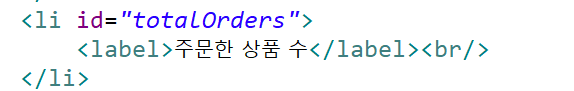 <li id="totalOrders">
<label>주문한 상품 수</label><br/>
</li>